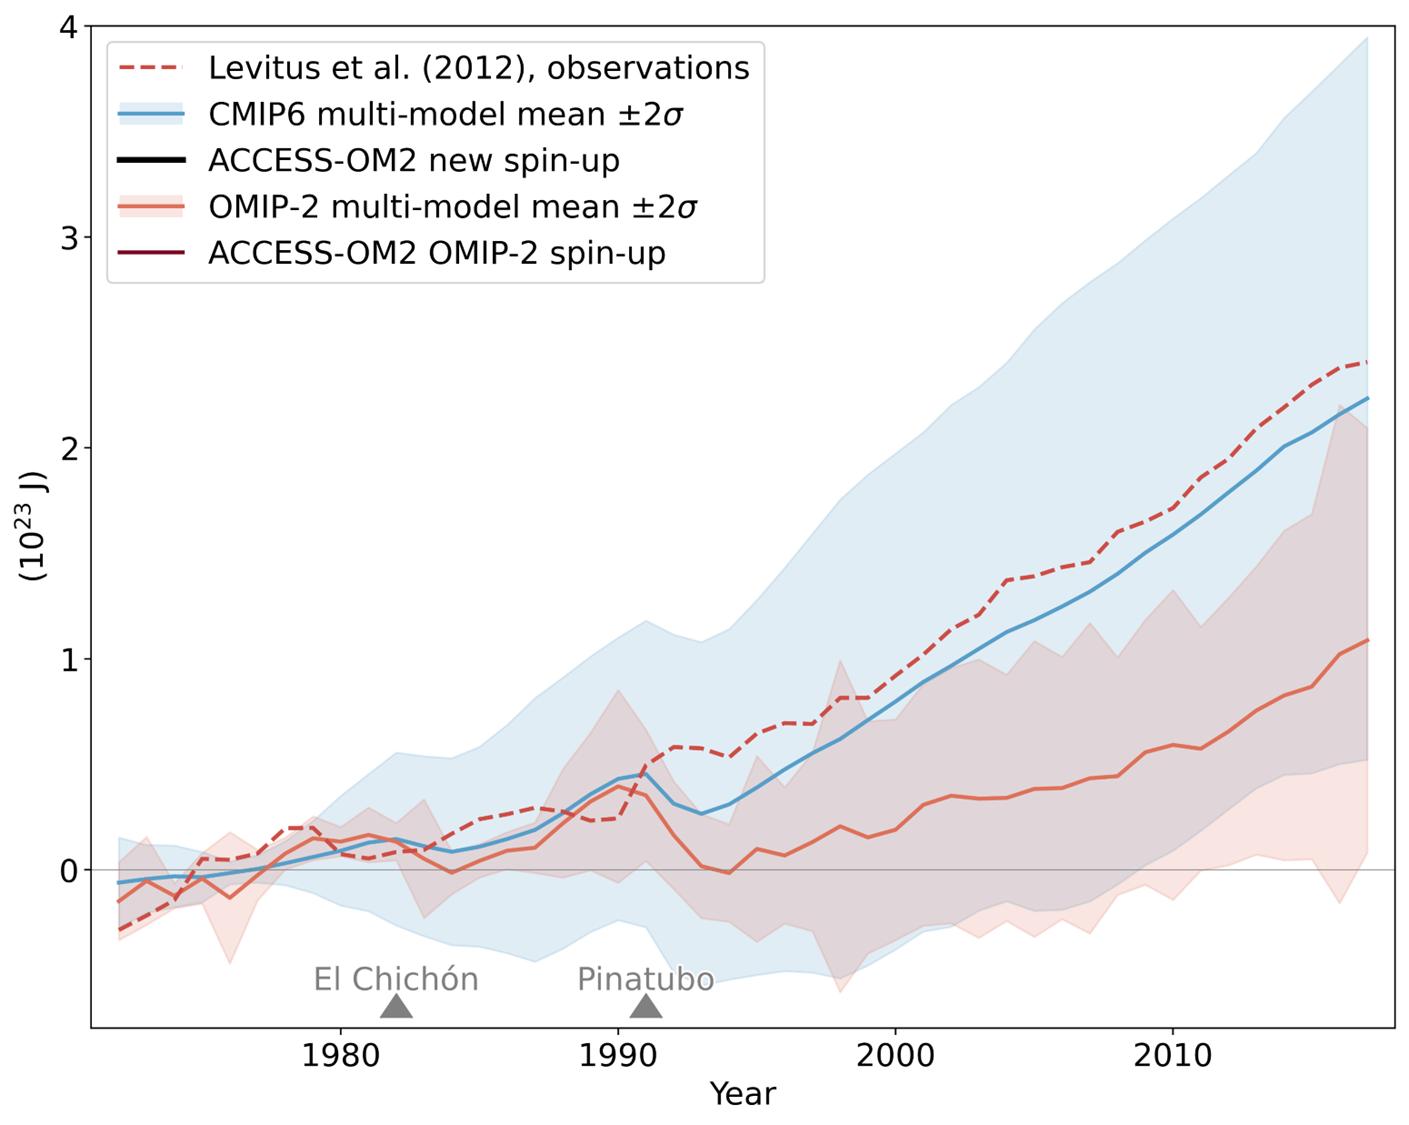 4
Levitus et al. (2012), observations
CMIP6 multi-model mean ±2σ
ACCESS-OM2 new spin-up
OMIP-2 multi-model mean ±2σ
ACCESS-OM2 OMIP-2 spin-up
3
2
1
0
(10²³ J)
El Chichón
Pinatubo
1980
1990
2000
2010
Year